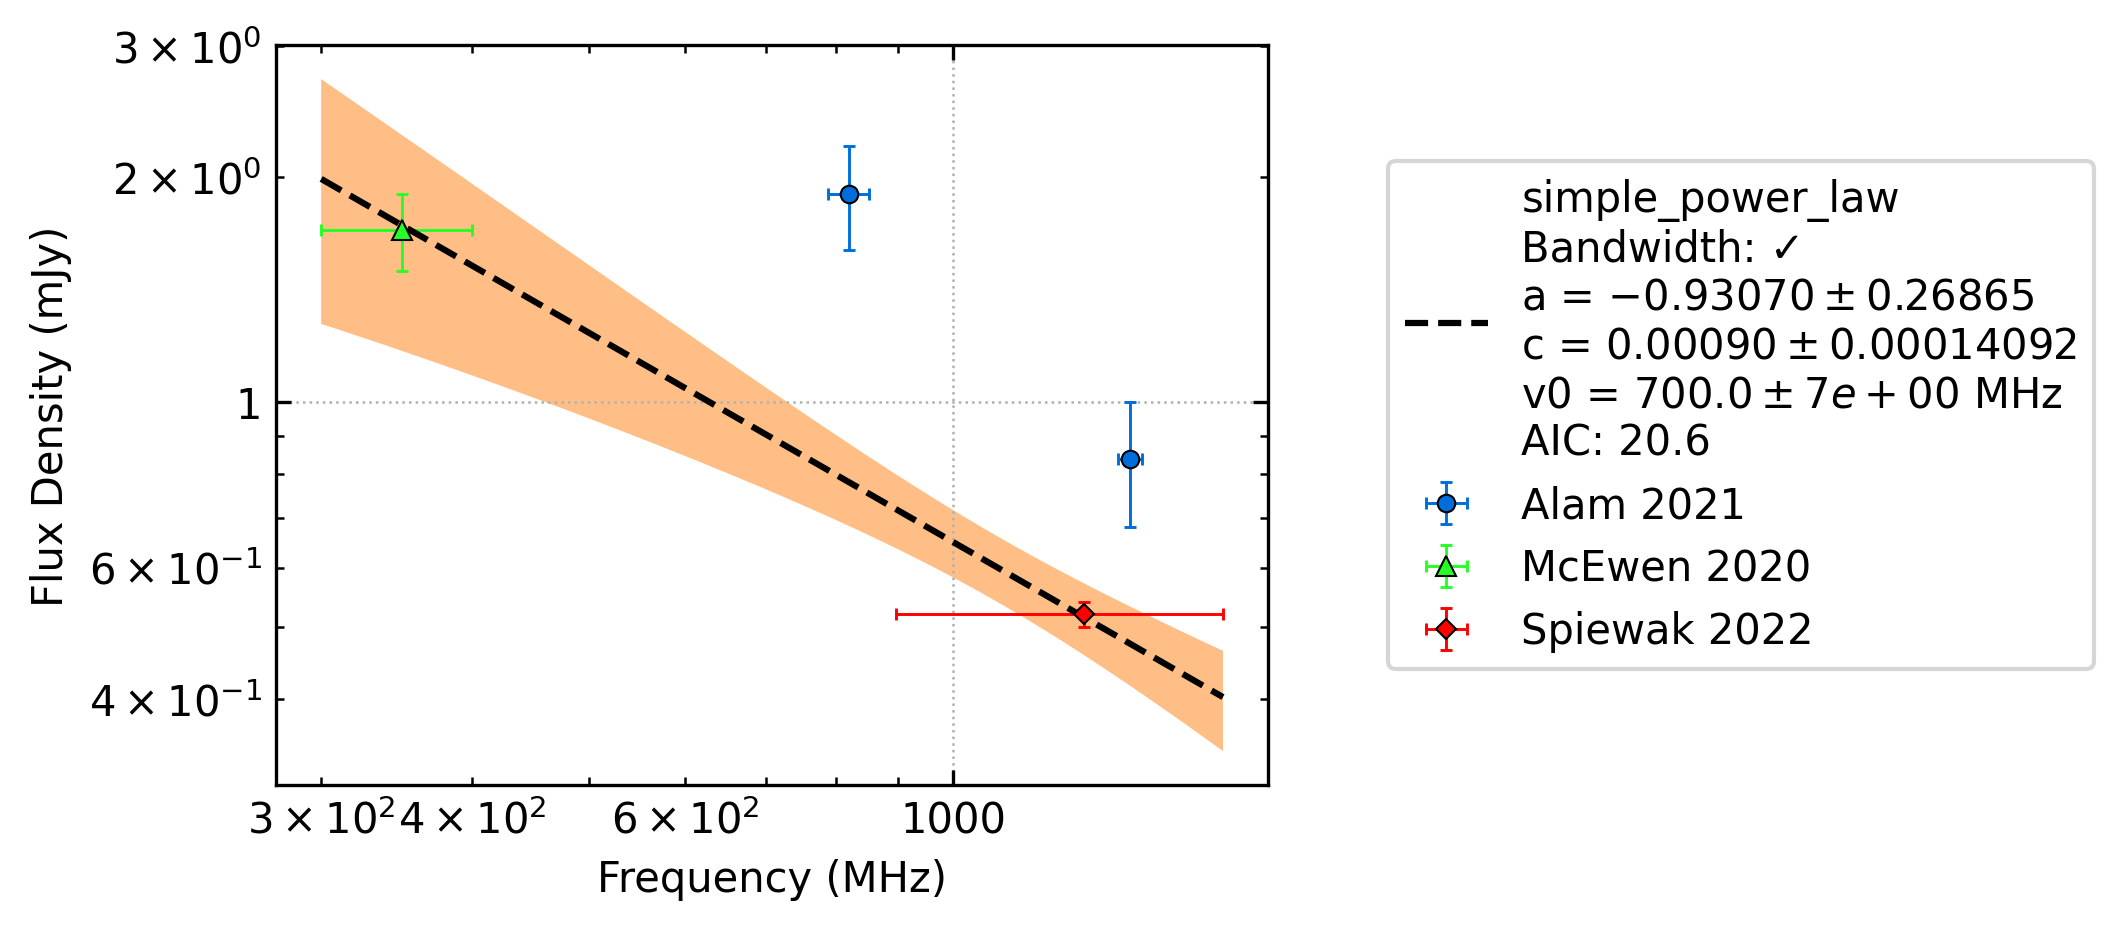 3 × 10⁰
2 × 10⁰
1
6 × 10⁻¹
4 × 10⁻¹
Flux Density (mJy)
3 × 10² 4 × 10² 6 × 10² 1000
Frequency (MHz)
simple_power_law
Bandwidth: ✓
a = −0.93070 ± 0.26865
c = 0.00090 ± 0.00014092
v0 = 700.0 ± 7e + 00 MHz
AIC: 20.6
Alam 2021
McEwen 2020
Spiewak 2022